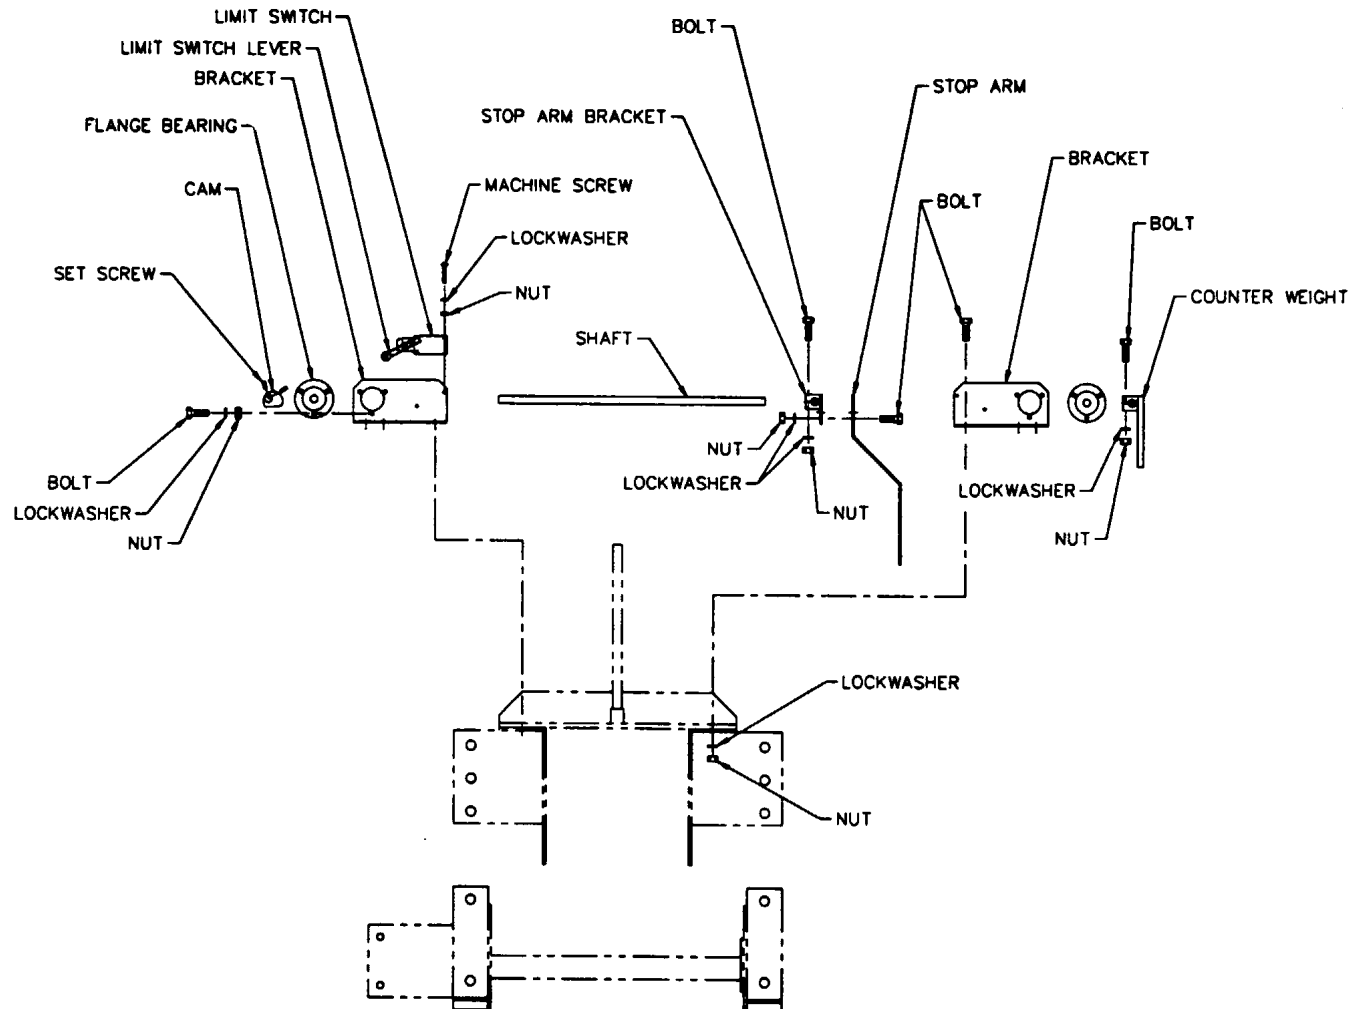 LIMIT SWITCH
LIMIT SWITCH LEVER
BRACKET
FLANGE BEARING
CAM
SET SCREW
BOLT
LOCKWASHER
NUT
MACHINE SCREW
LOCKWASHER
NUT
SHAFT
BOLT
STOP ARM BRACKET
STOP ARM
BOLT
NUT
LOCKWASHER
NUT
BRACKET
BOLT
COUNTER WEIGHT
LOCKWASHER
NUT
LOCKWASHER
NUT